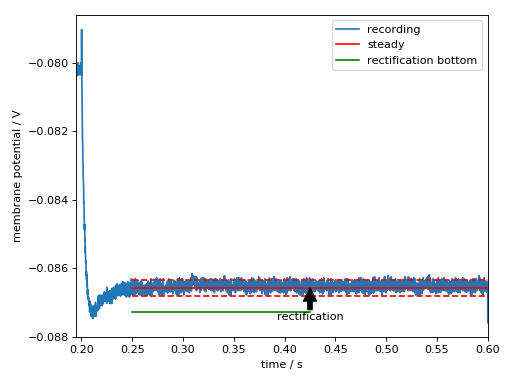 recording
steady
rectification bottom
membrane potential / V
−0.080
−0.082
−0.084
−0.086
−0.088
rectification
0.20
0.25
0.30
0.35
0.40
0.45
0.50
0.55
0.60
time / s